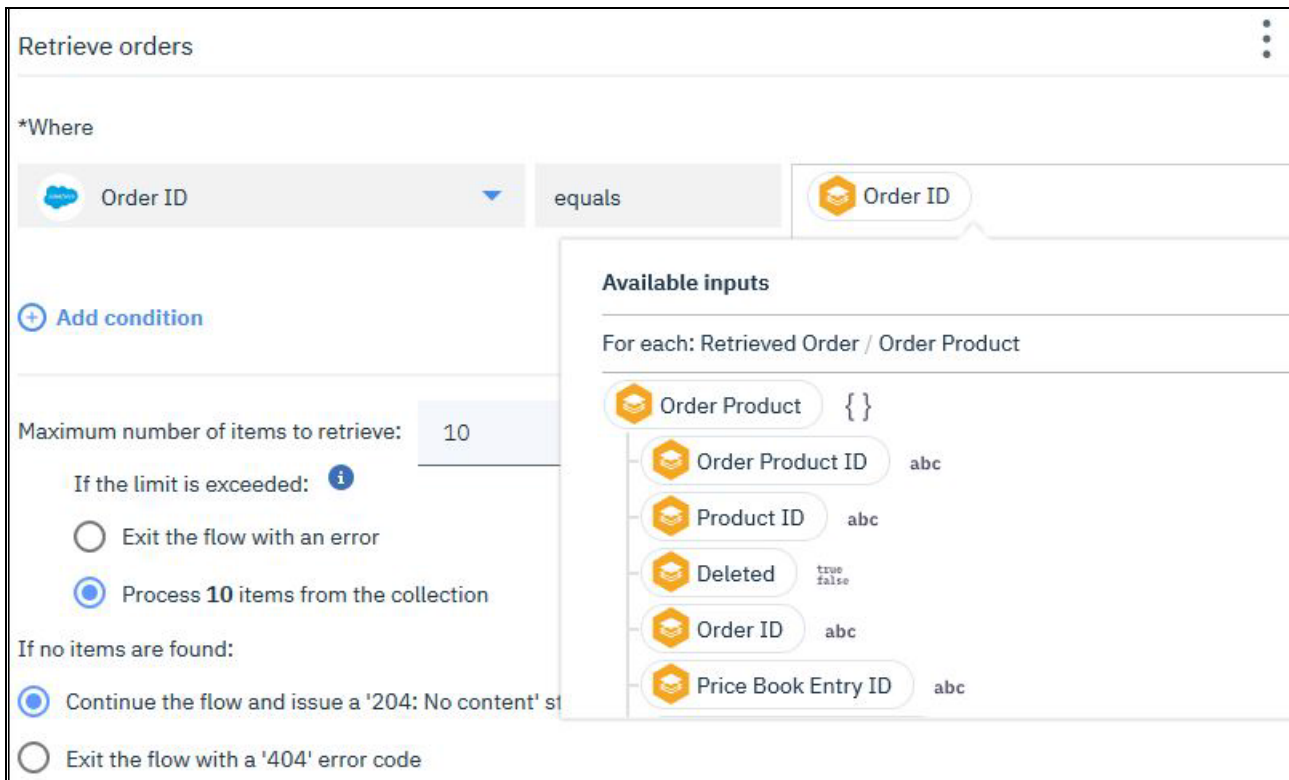 Retrieve orders
*Where
Order ID
equals
Order ID
Add condition
Available inputs
For each: Retrieved Order / Order Product
Order Product { }
Order Product ID abc
Product ID abc
Deleted true false
Order ID abc
Price Book Entry ID abc
Maximum number of items to retrieve: 10
If the limit is exceeded:
Exit the flow with an error
Process 10 items from the collection
If no items are found:
Continue the flow and issue a '204: No content'
Exit the flow with a '404' error code